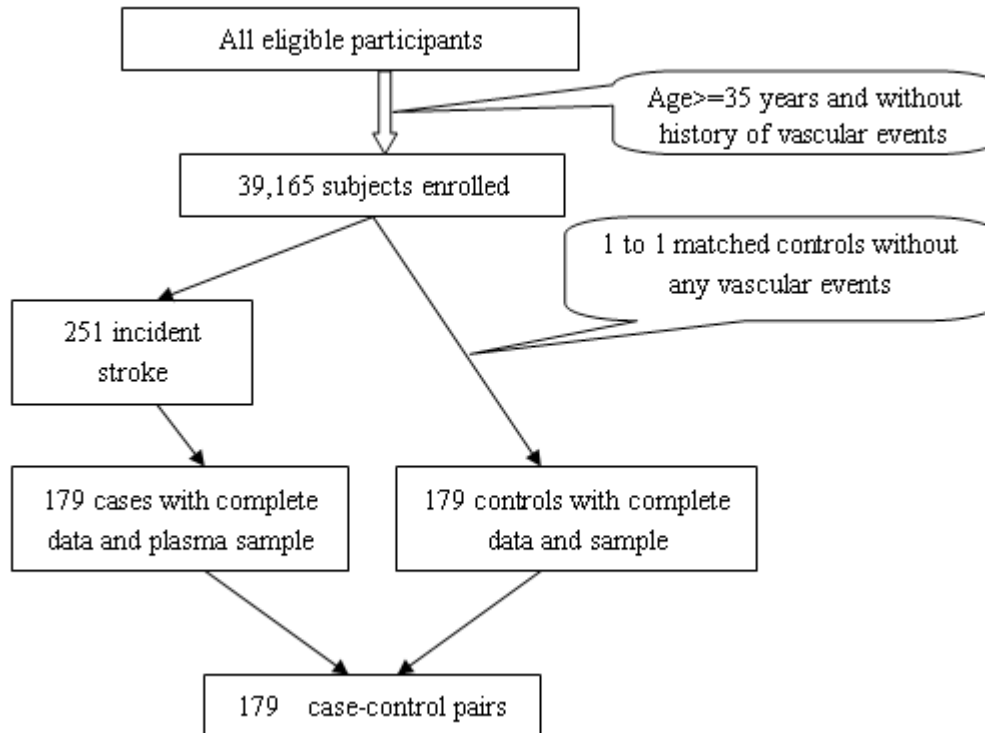 All eligible participants
Age>=35 years and without
history of vascular events
39,165 subjects enrolled
1 to 1 matched controls without
any vascular events
251 incident
stroke
179 cases with complete
data and plasma sample
179 controls with complete
data and sample
179 case-control pairs